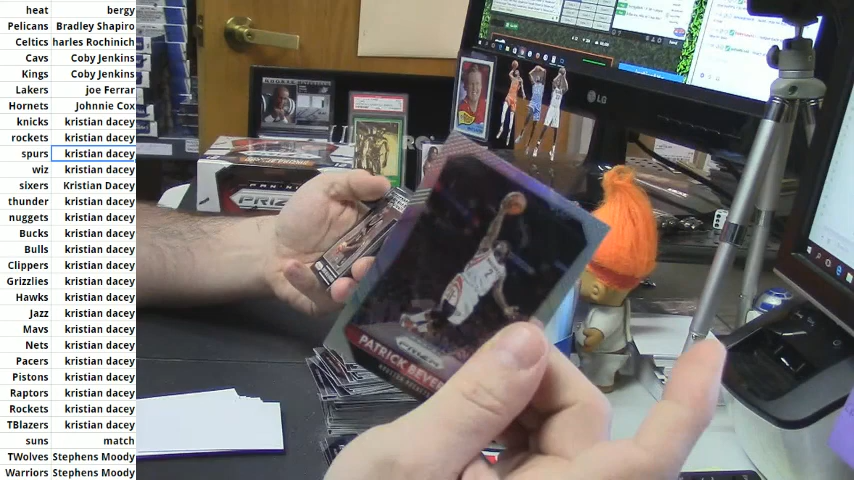 heat bergy
Pelicans Bradley Shapiro
Celtics harles Rochinich
Cavs Coby Jenkins
Kings Coby Jenkins
Lakers joe Ferrar
Hornets Johnnie Cox
knicks kristian dacey
rockets kristian dacey
spurs kristian dacey
wiz kristian dacey
sixers Kristian Dacey
thunder kristian dacey
nuggets kristian dacey
Bucks kristian dacey
Bulls kristian dacey
Clippers kristian dacey
Grizzlies kristian dacey
Hawks kristian dacey
Jazz kristian dacey
Mavs kristian dacey
Nets kristian dacey
Pacers kristian dacey
Pistons kristian dacey
Raptors kristian dacey
Rockets kristian dacey
TBlazers kristian dacey
suns match
TWolves Stephens Moody
Warriors Stephens Moody
LG
PANINI
PRIZ
PRIZM
PATRICK BEVER